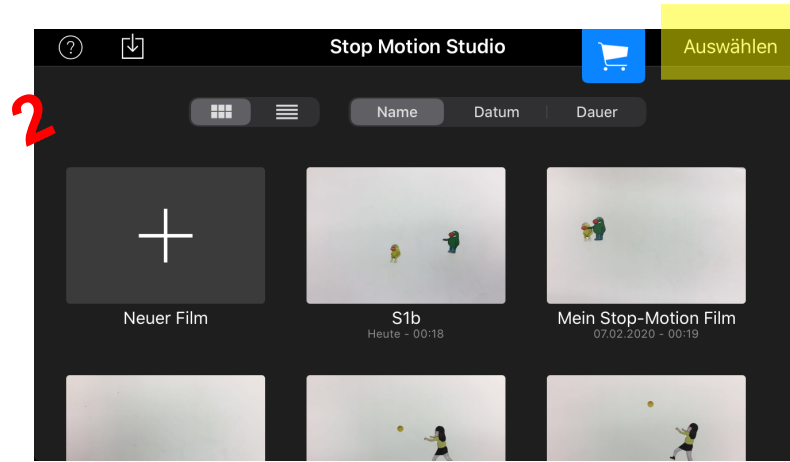 ?
Stop Motion Studio
Auswählen
2
Name Datum Dauer
Neuer Film
S1b
Heute - 00:18
Mein Stop-Motion Film
07.02.2020 - 00:19